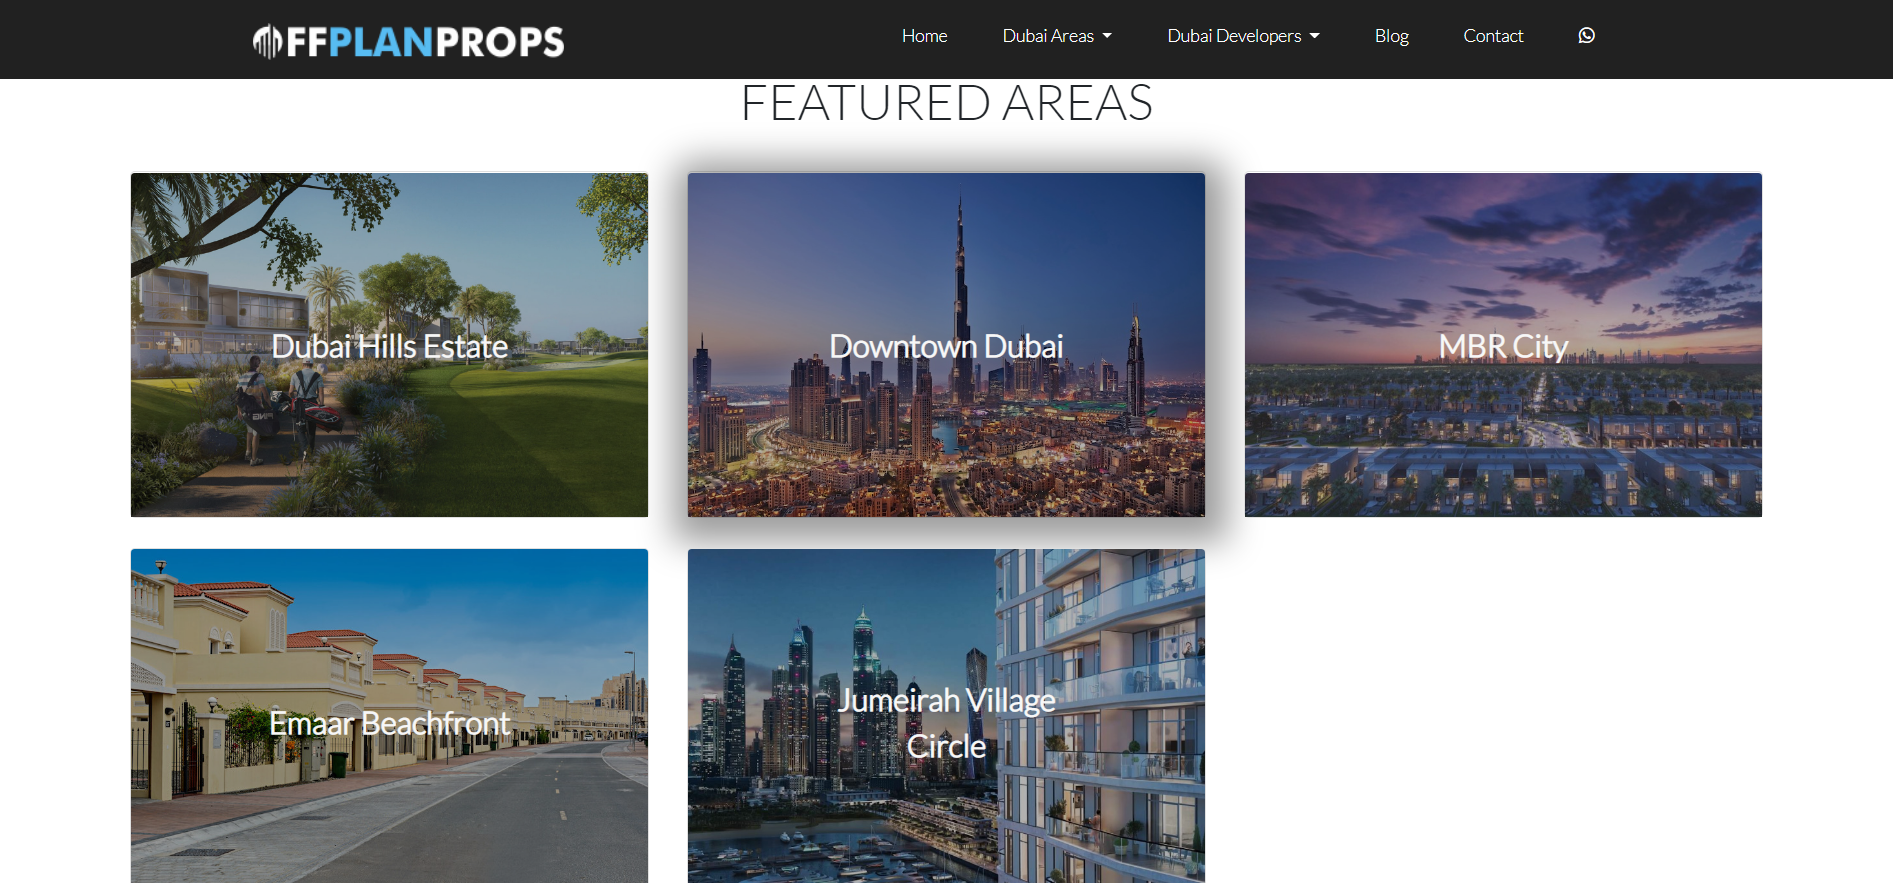 OFFPLANPROPS
Home
Dubai Areas
Dubai Developers
Blog
Contact
FEATURED AREAS
Dubai Hills Estate
Downtown Dubai
MBR City
Emaar Beachfront
Jumeirah Village
Circle